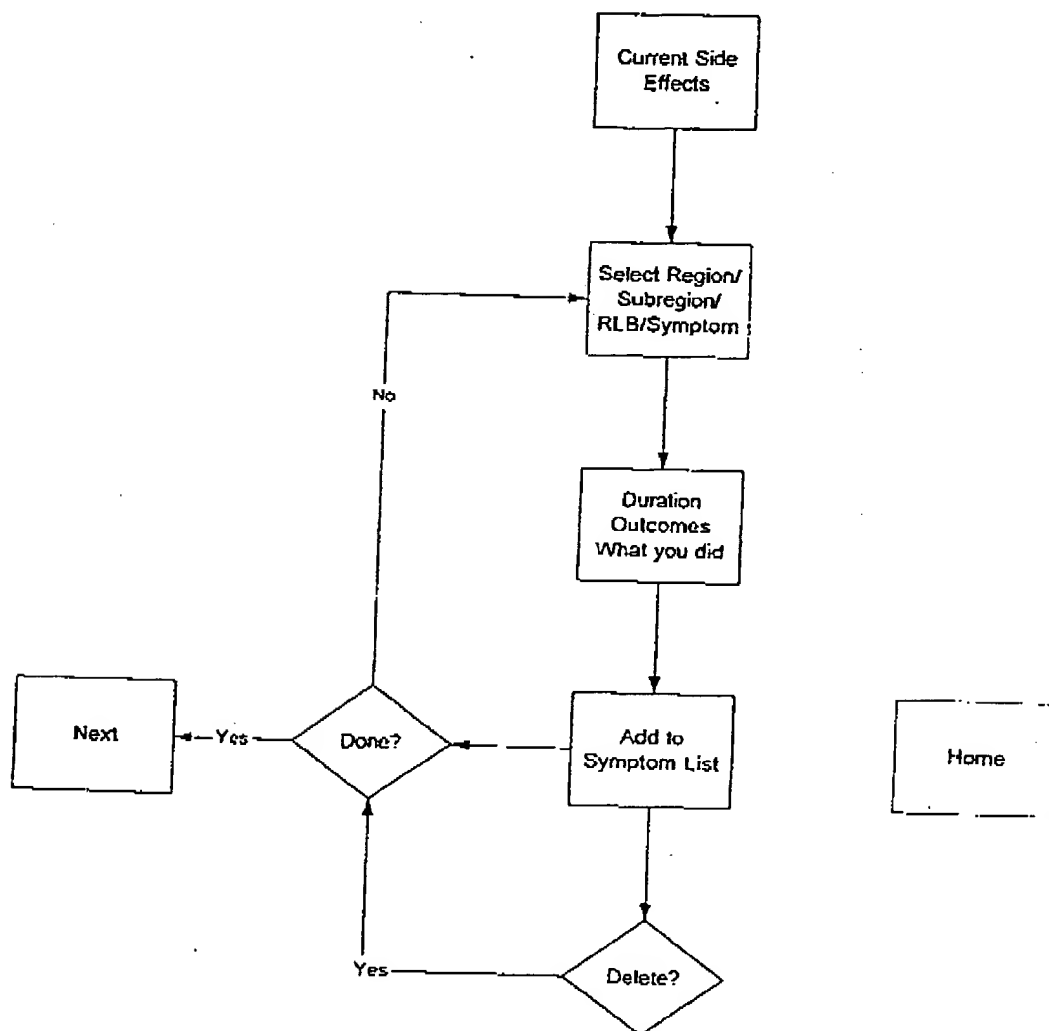 Current Side
Effects
Select Region/
Subregion/
RLB/Symptom
No
Duration
Outcomes
What you did
Next
Yes
Done?
Add to
Symptom List
Home
Yes
Delete?